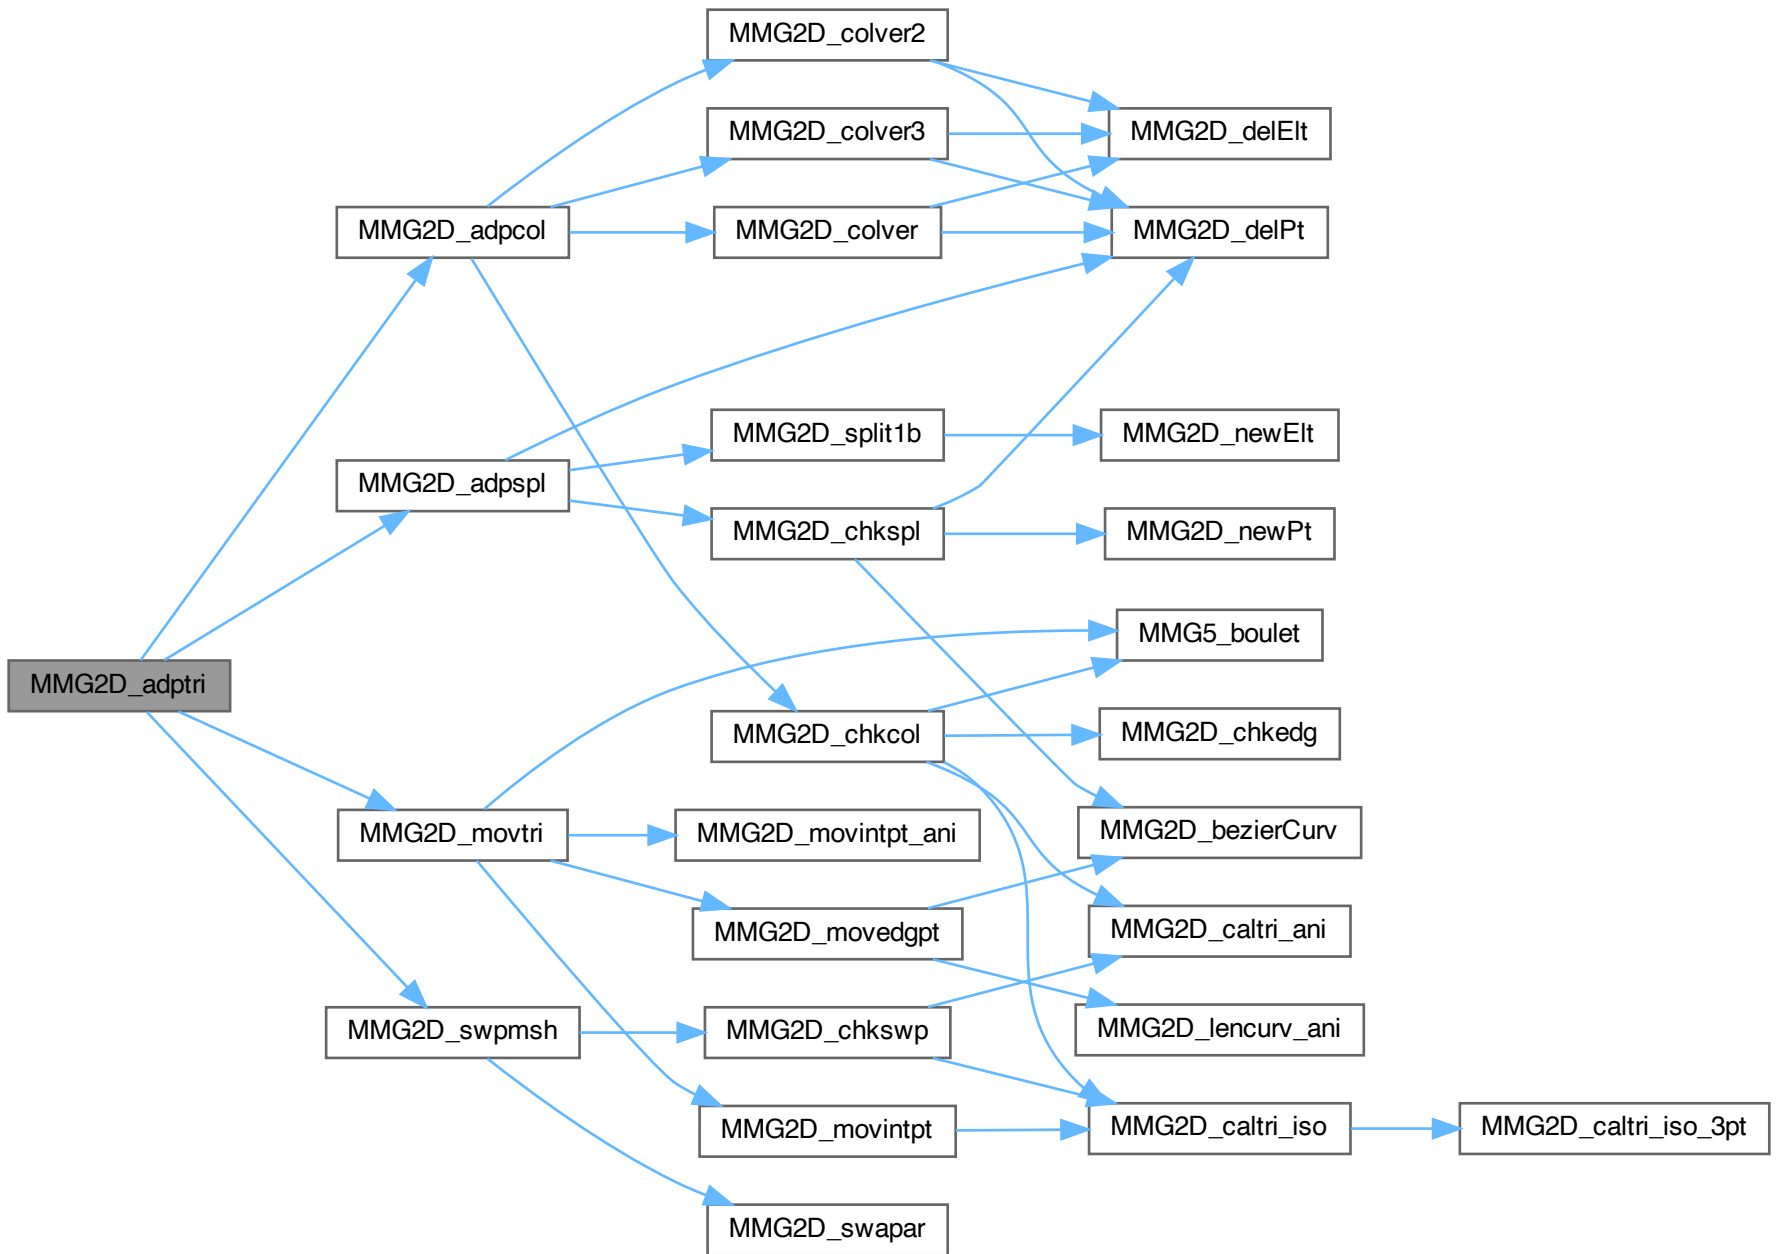 MMG2D_adptri
MMG2D_adpcol
MMG2D_adpspl
MMG2D_movtri
MMG2D_swpmsh
MMG2D_colver2
MMG2D_colver3
MMG2D_colver
MMG2D_split1b
MMG2D_chkspl
MMG2D_chkcol
MMG2D_movintpt_ani
MMG2D_movedgpt
MMG2D_chkswp
MMG2D_movintpt
MMG2D_swapar
MMG2D_delElt
MMG2D_delPt
MMG2D_newElt
MMG2D_newPt
MMG5_boulet
MMG2D_chkedg
MMG2D_bezierCurv
MMG2D_caltri_ani
MMG2D_lencurv_ani
MMG2D_caltri_iso
MMG2D_caltri_iso_3pt